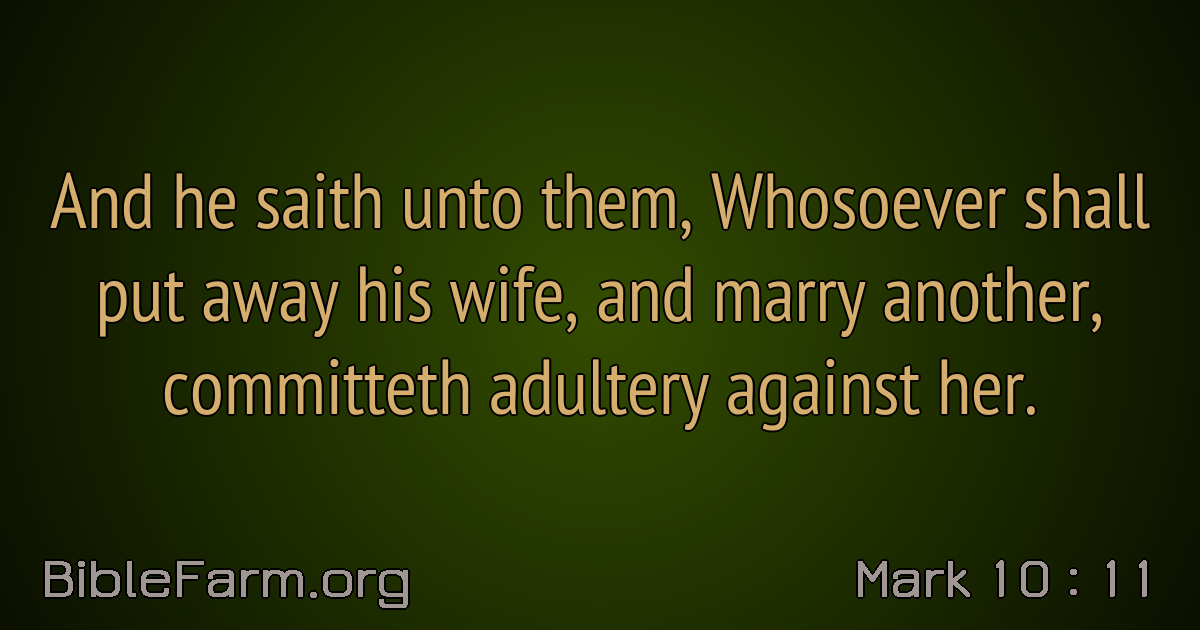 And he saith unto them, Whosoever shall
put away his wife, and marry another,
committeth adultery against her.
BibleFarm.org
Mark 10 : 11